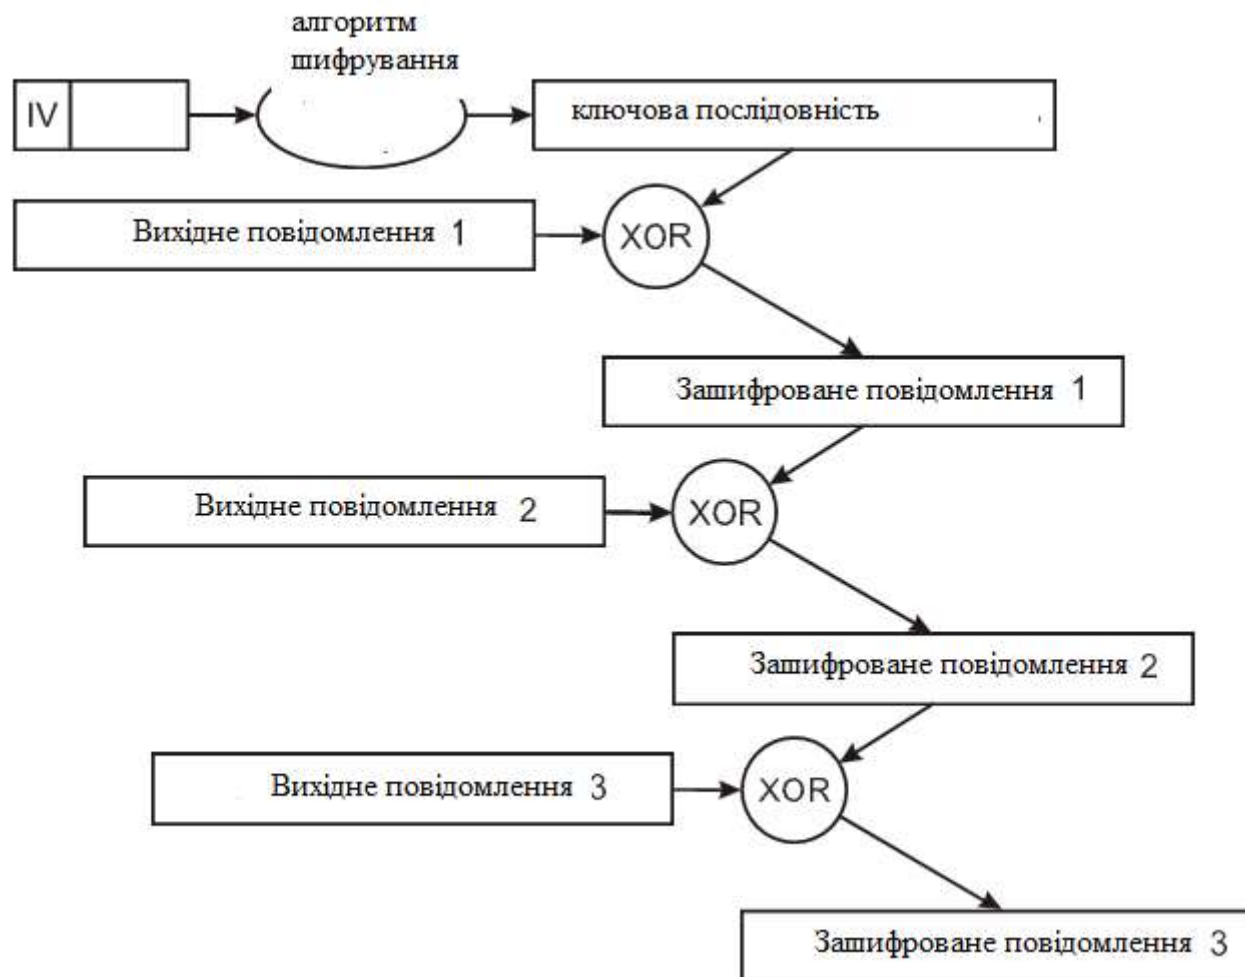 алгоритм
шифрування
IV
ключова послідовність
Вихідне повідомлення 1
XOR
Зашифроване повідомлення 1
Вихідне повідомлення 2
XOR
Зашифроване повідомлення 2
Вихідне повідомлення 3
XOR
Зашифроване повідомлення 3